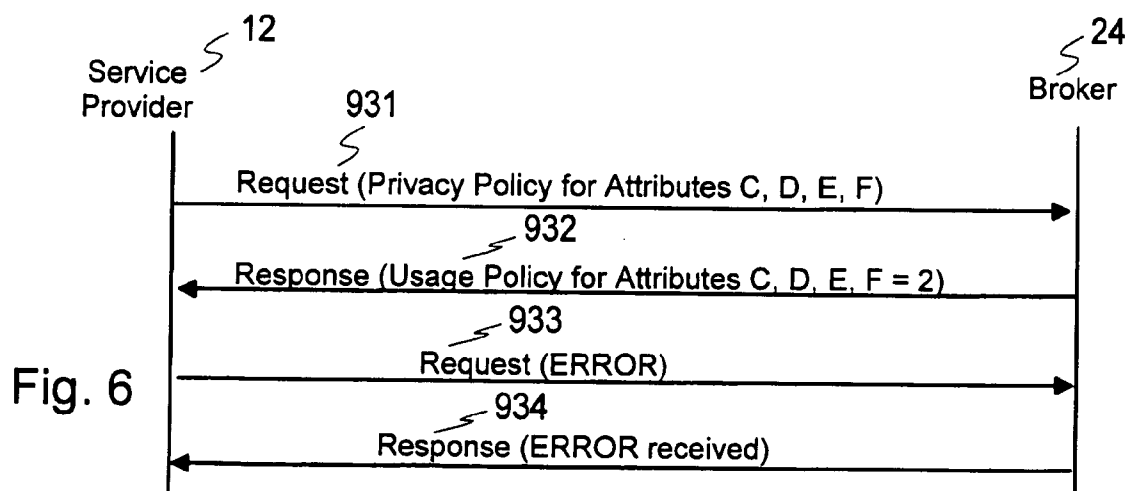 12
24
Service
Provider
Broker
931
Request (Privacy Policy for Attributes C, D, E, F)
932
Response (Usage Policy for Attributes C, D, E, F = 2)
933
Request (ERROR)
Fig. 6
934
Response (ERROR received)